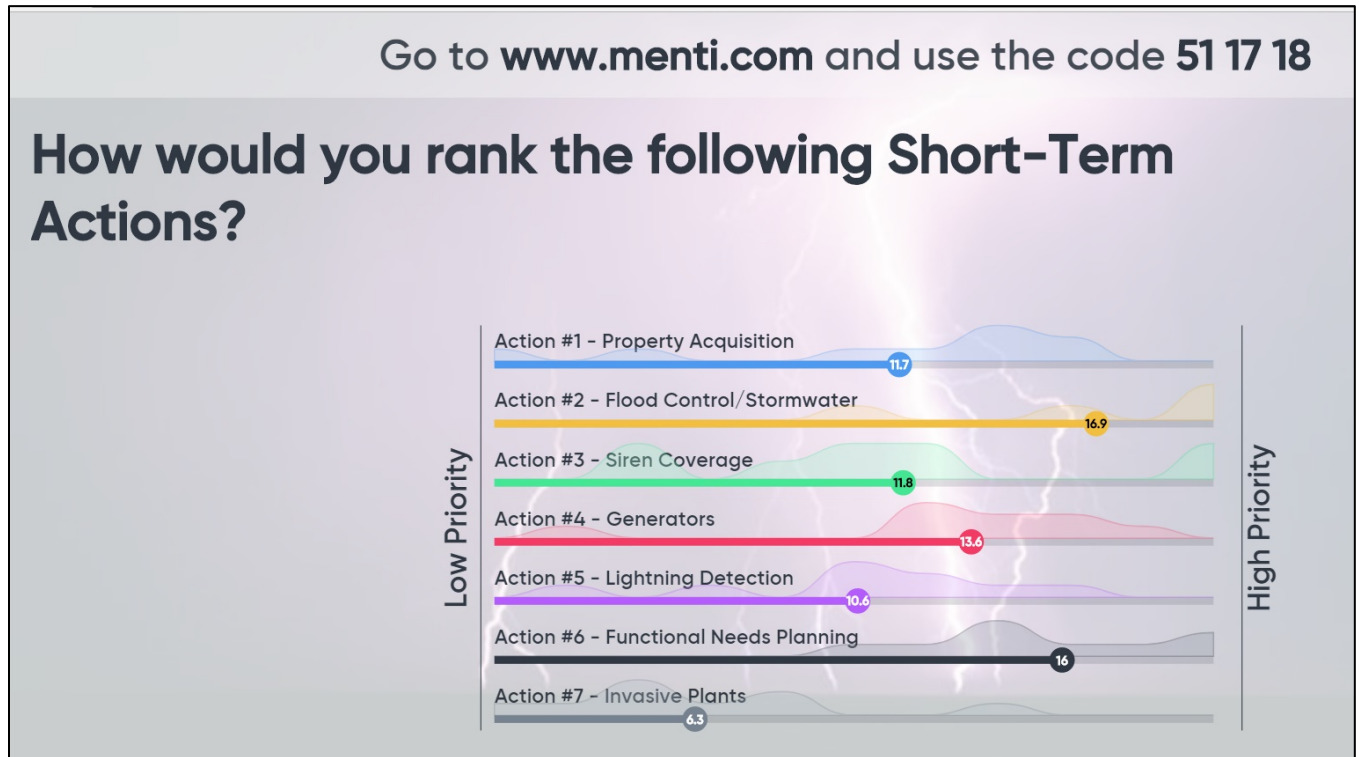 Go to www.menti.com and use the code 51 17 18
How would you rank the following Short-Term
Actions?
Low Priority
Action #1 - Property Acquisition
11.7
Action #2 - Flood Control/Stormwater
16.9
Action #3 - Siren Coverage
11.8
Action #4 - Generators
13.6
Action #5 - Lightning Detection
10.6
Action #6 - Functional Needs Planning
16
Action #7 - Invasive Plants
6.3
High Priority